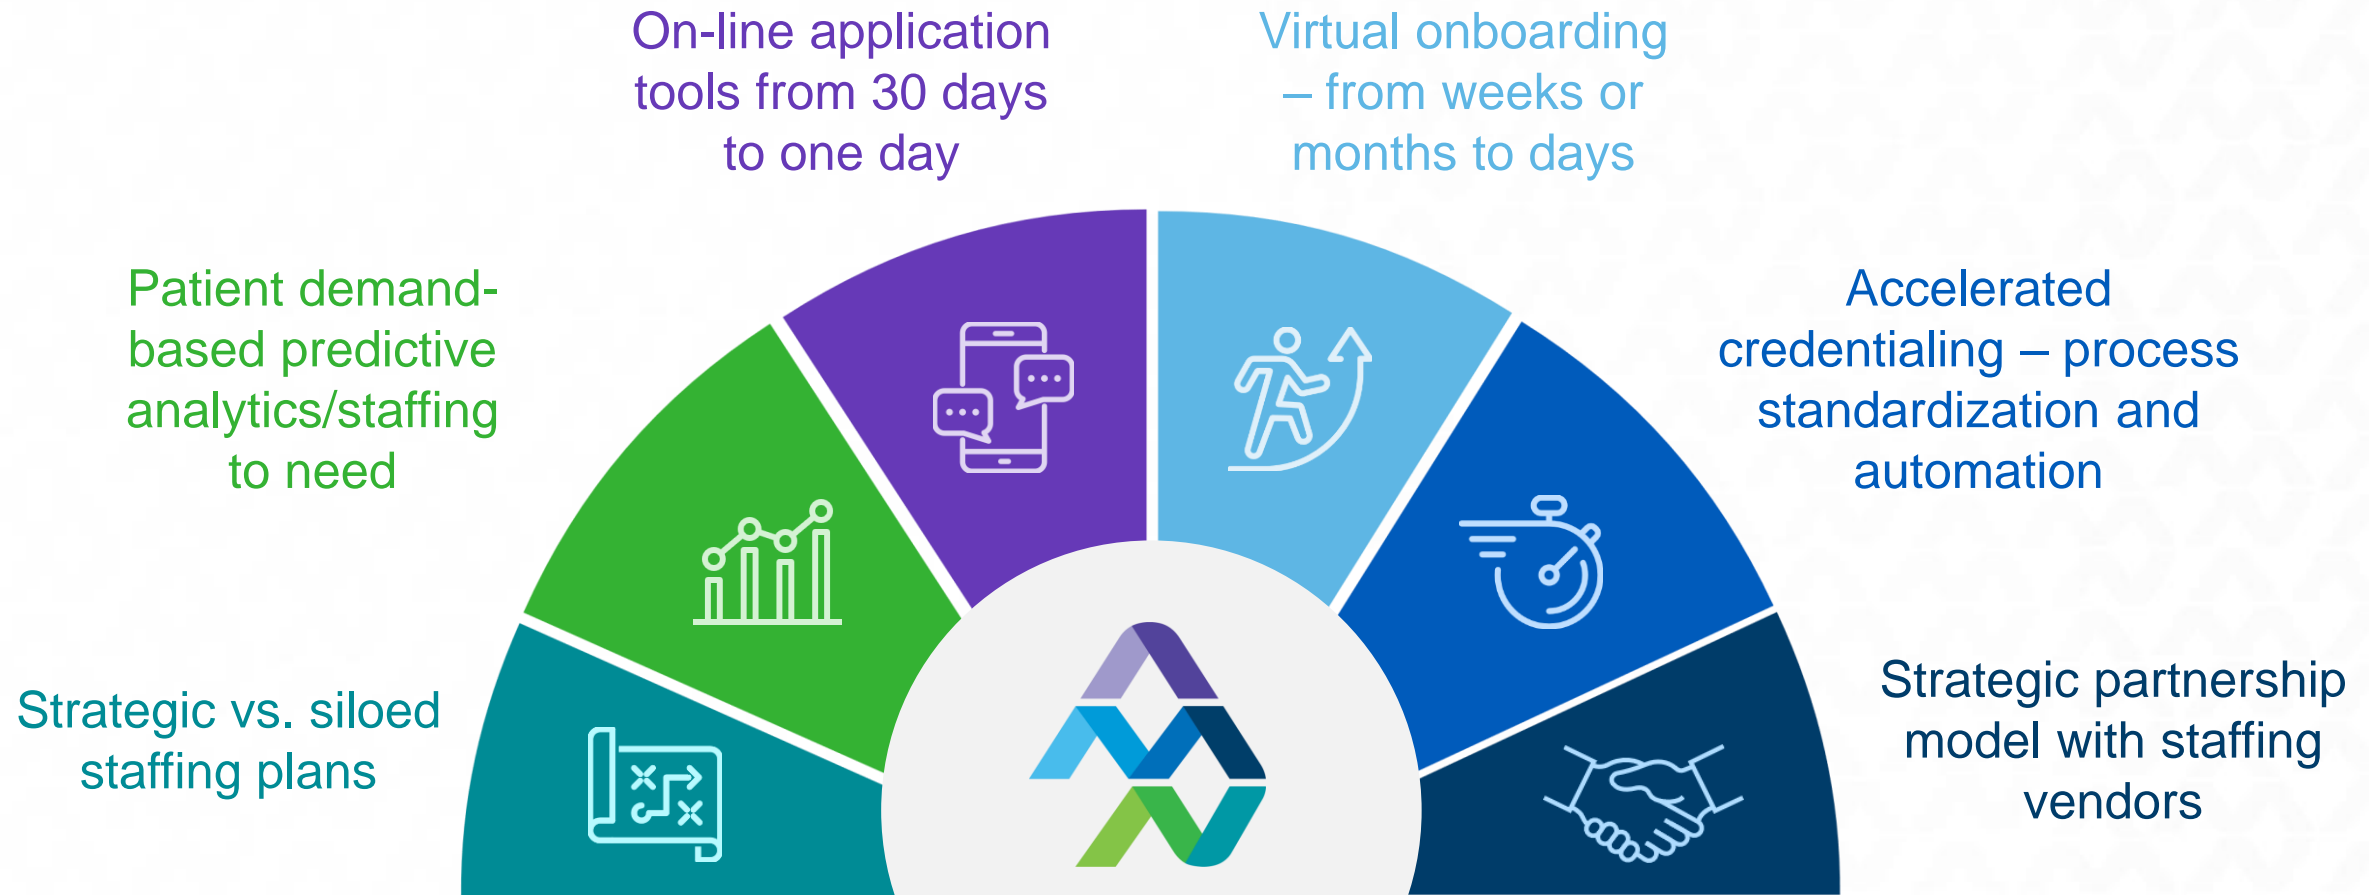 On-line application
tools from 30 days
to one day
Virtual onboarding
– from weeks or
months to days
Patient demand-
based predictive
analytics/staffing
to need
Accelerated
credentialing – process
standardization and
automation
Strategic vs. siloed
staffing plans
Strategic partnership
model with staffing
vendors